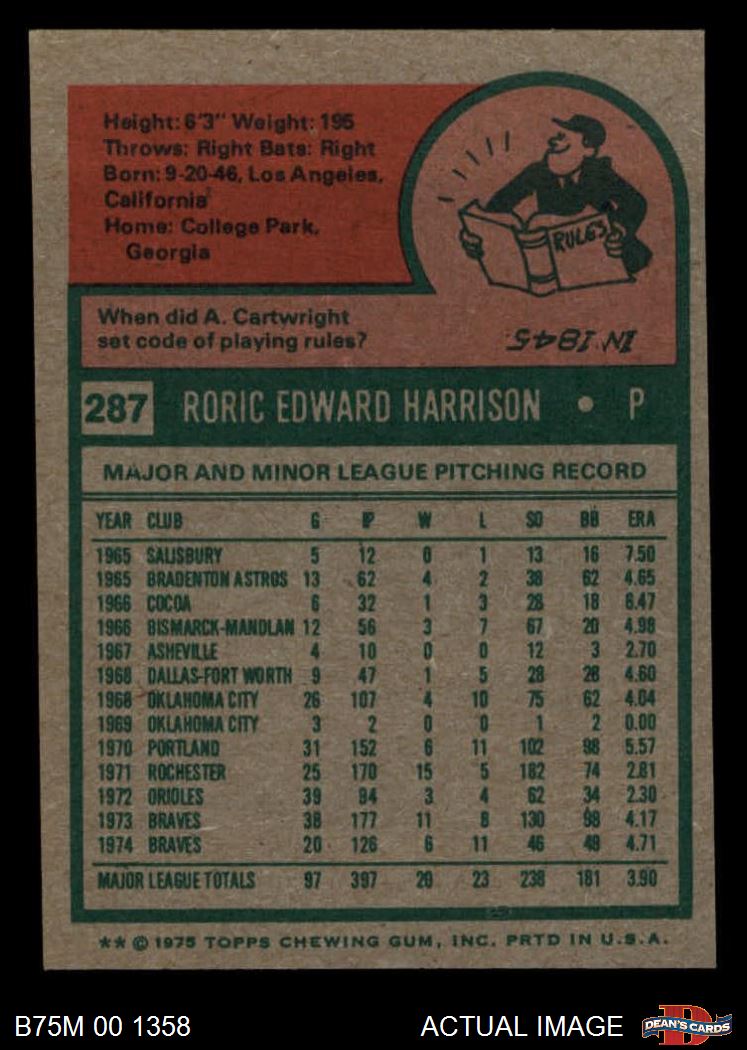 Height: 6'3" Weight: 195
Throws: Right Bats: Right
Born: 9-20-46, Los Angeles,
California
Home: College Park,
Georgia
RULES
When did A. Cartwright
set code of playing rules?
IN 1845.
287 RORIC EDWARD HARRISON • P
MAJOR AND MINOR LEAGUE PITCHING RECORD
YEAR CLUB G IP W L SO BB ERA
1965 SALISBURY 5 12 0 1 13 16 7.50
1965 BRADENTON ASTROS 13 62 4 2 38 62 4.65
1966 COCOA 6 32 1 3 28 18 6.47
1966 BISMARCK-MANDLAN 12 56 3 7 67 20 4.98
1967 ASHEVILLE 4 10 0 0 12 3 2.70
1968 DALLAS-FORT WORTH 9 47 1 5 28 28 4.60
1968 OKLAHOMA CITY 26 107 4 10 75 62 4.04
1969 OKLAHOMA CITY 3 2 0 0 1 2 0.00
1970 PORTLAND 31 152 6 11 102 98 5.57
1971 ROCHESTER 25 170 15 5 182 74 2.81
1972 ORIOLES 39 94 3 4 62 34 2.30
1973 BRAVES 38 177 11 8 130 98 4.17
1974 BRAVES 20 126 6 11 46 49 4.71
MAJOR LEAGUE TOTALS 97 397 20 23 238 181 3.90
** © 1975 TOPPS CHEWING GUM, INC. PRTD IN U.S.A.
B75M 00 1358 ACTUAL IMAGE DEAN'S CARDS